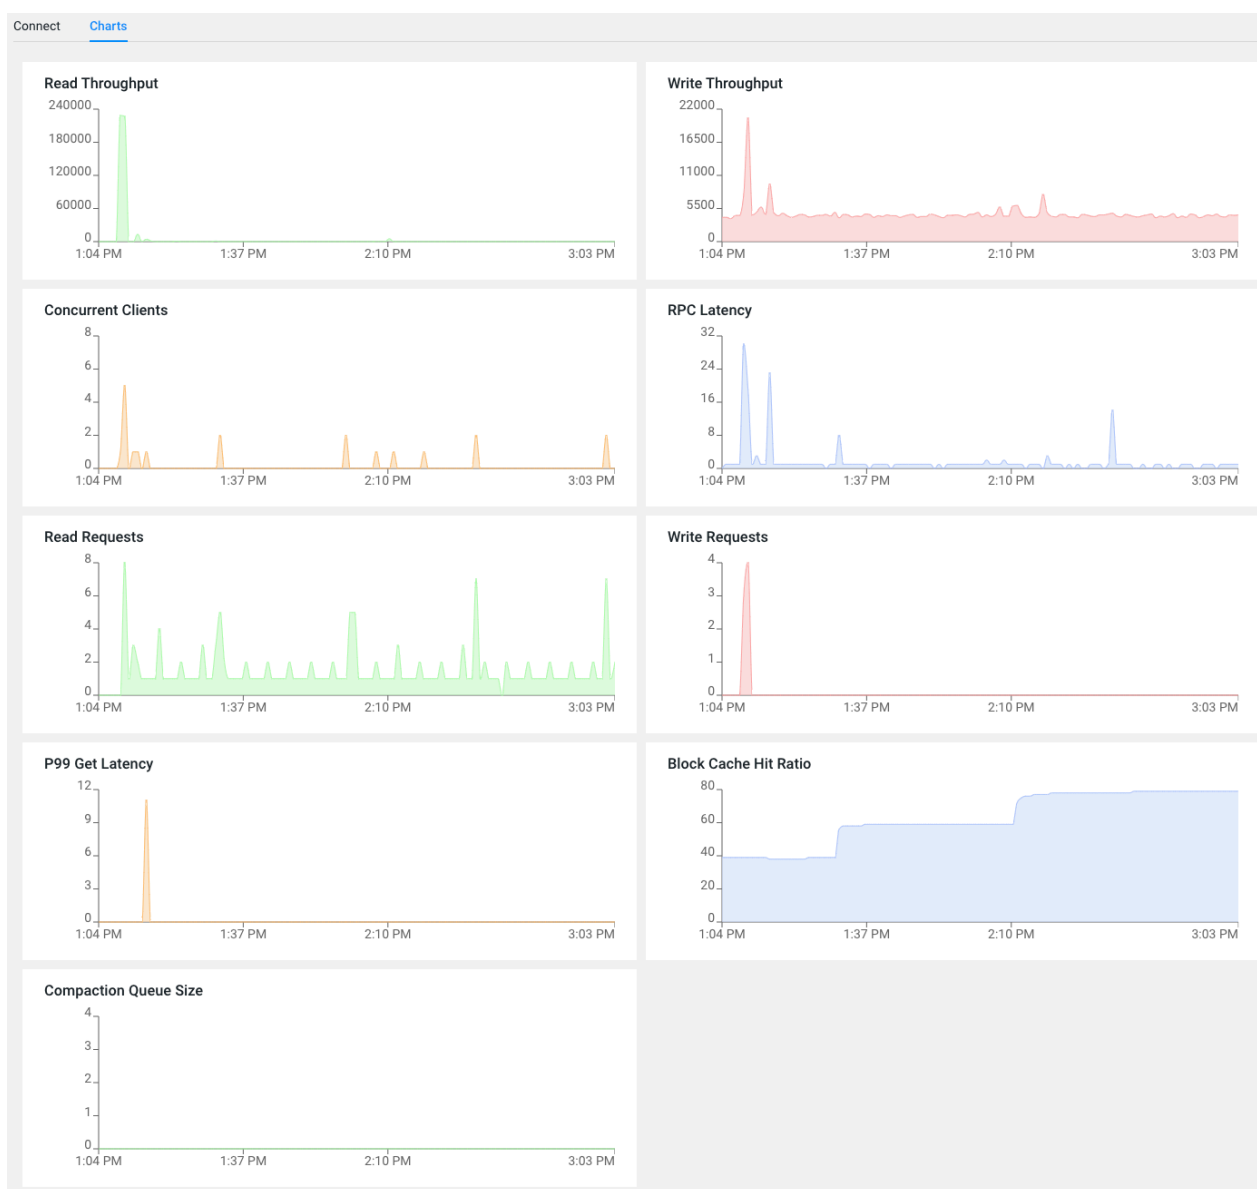 Connect Charts
Read Throughput
240000
180000
120000
60000
0
1:04 PM 1:37 PM 2:10 PM 3:03 PM
Write Throughput
22000
16500
11000
5500
0
1:04 PM 1:37 PM 2:10 PM 3:03 PM
Concurrent Clients
8
6
4
2
0
1:04 PM 1:37 PM 2:10 PM 3:03 PM
RPC Latency
32
24
16
8
0
1:04 PM 1:37 PM 2:10 PM 3:03 PM
Read Requests
8
6
4
2
0
1:04 PM 1:37 PM 2:10 PM 3:03 PM
Write Requests
4
3
2
1
0
1:04 PM 1:37 PM 2:10 PM 3:03 PM
P99 Get Latency
12
9
6
3
0
1:04 PM 1:37 PM 2:10 PM 3:03 PM
Block Cache Hit Ratio
80
60
40
20
0
1:04 PM 1:37 PM 2:10 PM 3:03 PM
Compaction Queue Size
4
3
2
1
0
1:04 PM 1:37 PM 2:10 PM 3:03 PM